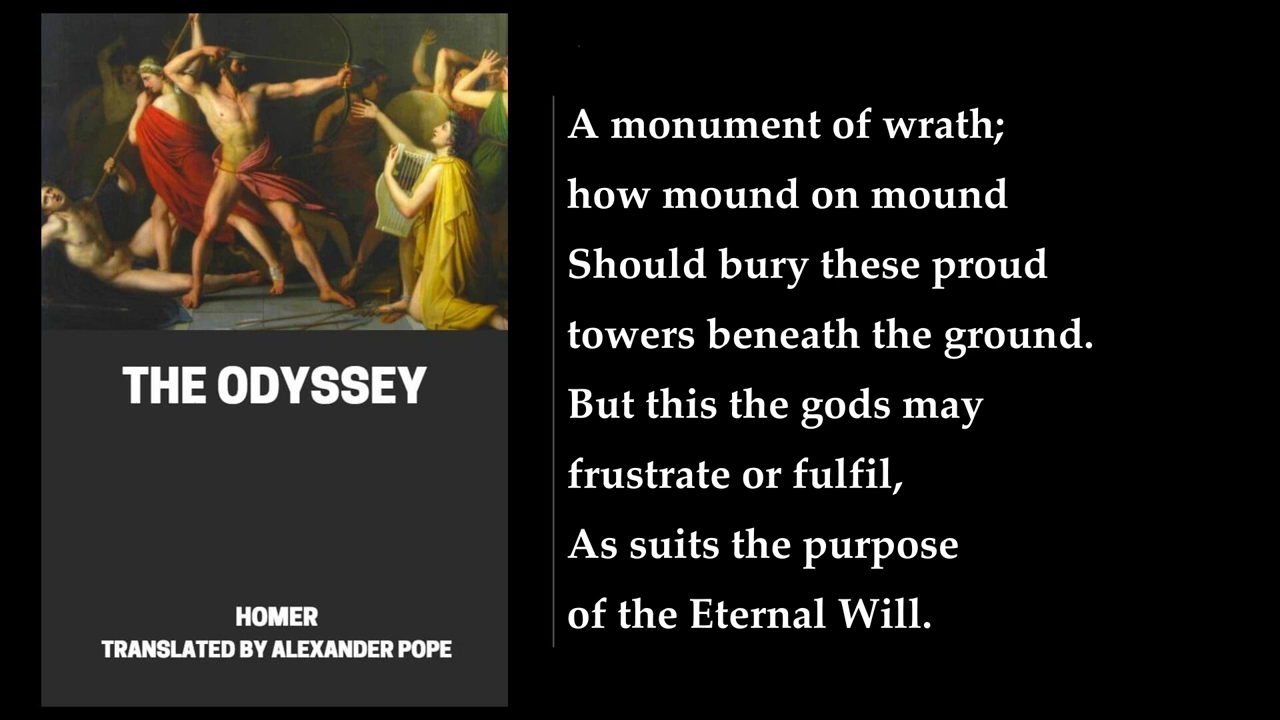 THE ODYSSEY
HOMER
TRANSLATED BY ALEXANDER POPE
A monument of wrath;
how mound on mound
Should bury these proud
towers beneath the ground.
But this the gods may
frustrate or fulfil,
As suits the purpose
of the Eternal Will.